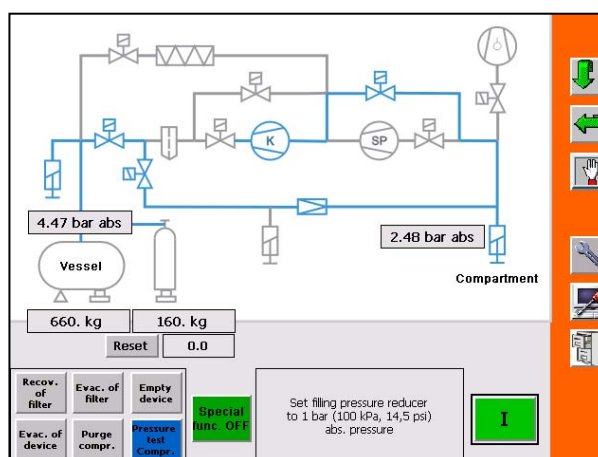 K
SP
4.47 bar abs
2.48 bar abs
Vessel
Compartment
660. kg
160. kg
Reset
0.0
Recov.
of
filter
Evac. of
filter
Empty
device
Evac. of
device
Purge
compr.
Pressure
test
Compr.
Special
func. OFF
Set filling pressure reducer
to 1 bar (100 kPa, 14,5 psi)
abs. pressure
I